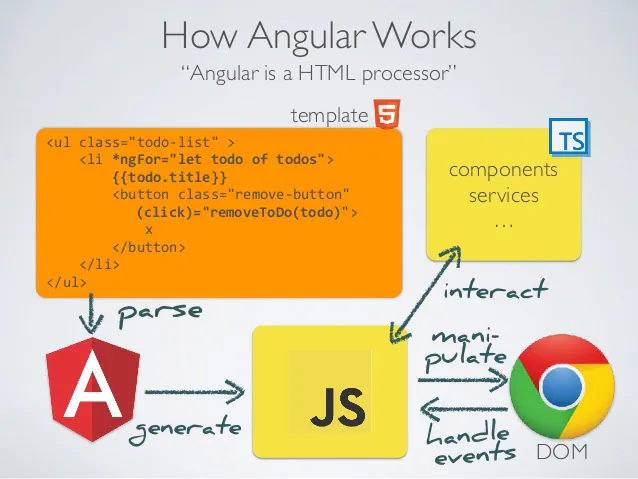 How Angular Works
“Angular is a HTML processor”
template
5
<ul class="todo-list" >
<li *ngFor="let todo of todos">
{{todo.title}}
<button class="remove-button"
(click)="removeToDo(todo)">
x
</button>
</li>
</ul>
TS
components
services
...
parse
interact
A
generate
JS
mani-
pulate
handle
events
DOM